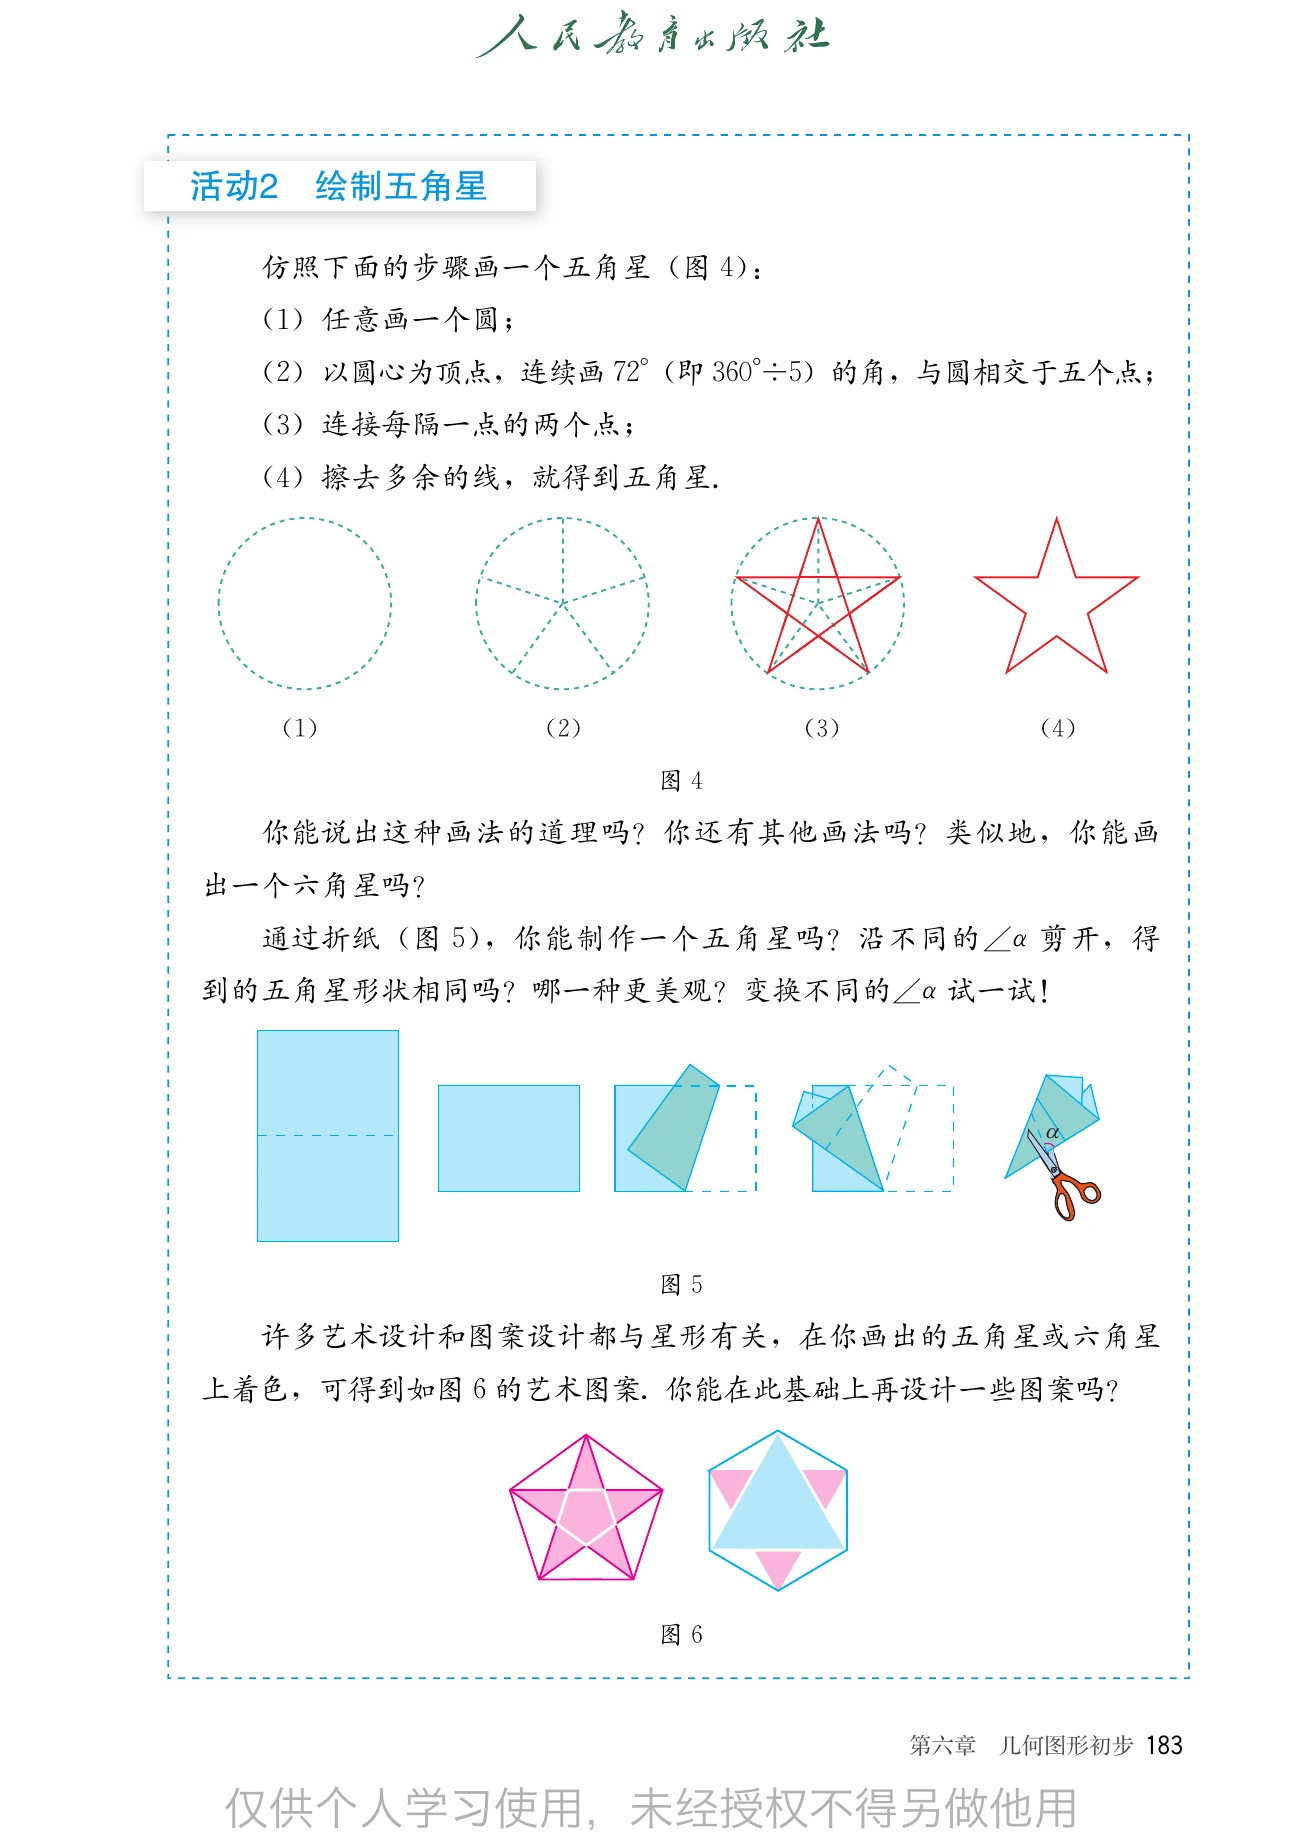 人民教育出版社
活动2 绘制五角星
仿照下面的步骤画一个五角星（图 4）：
（1）任意画一个圆；
（2）以圆心为顶点，连续画 72°（即 360°÷5）的角，与圆相交于五个点；
（3）连接每隔一点的两个点；
（4）擦去多余的线，就得到五角星.
（1） （2） （3） （4）
图 4
你能说出这种画法的道理吗？你还有其他画法吗？类似地，你能画
出一个六角星吗？
通过折纸（图 5），你能制作一个五角星吗？沿不同的∠α 剪开，得
到的五角星形状相同吗？哪一种更美观？变换不同的∠α 试一试！
α
图 5
许多艺术设计和图案设计都与星形有关，在你画出的五角星或六角星
上着色，可得到如图 6 的艺术图案. 你能在此基础上再设计一些图案吗？
图 6
第六章 几何图形初步 183
仅供个人学习使用，未经授权不得另做他用